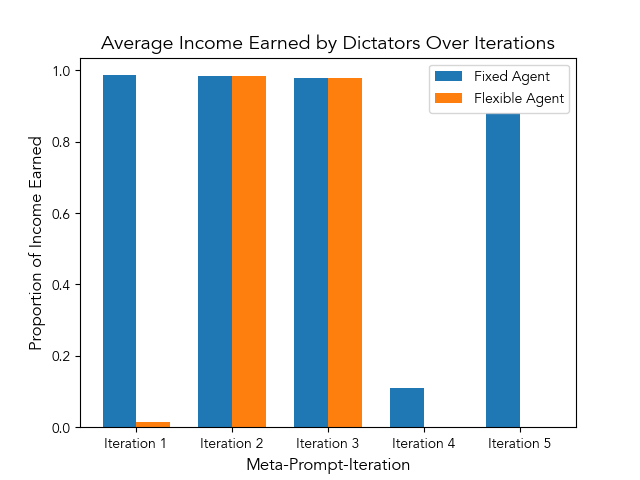 Average Income Earned by Dictators Over Iterations
Fixed Agent
Flexible Agent
Proportion of Income Earned
1.0
0.8
0.6
0.4
0.2
0.0
Iteration 1
Iteration 2
Iteration 3
Iteration 4
Iteration 5
Meta-Prompt-Iteration